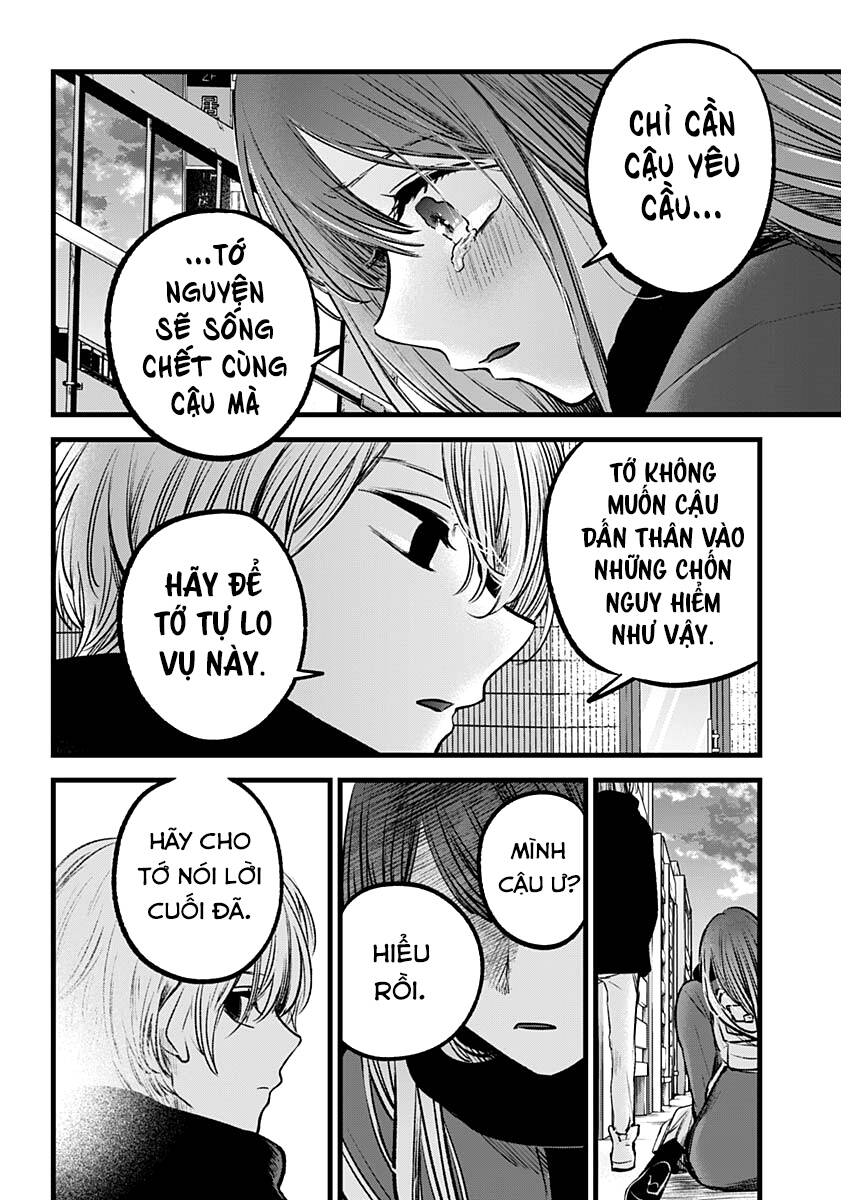 2F
居
CHỈ CẦN
CẬU YÊU
CẦU...
...TỚ
NGUYỆN
SẼ SỐNG
CHẾT CÙNG
CẬU MÀ
TỚ KHÔNG
MUỐN CẬU
DẤN THÂN VÀO
NHỮNG CHỐN
NGUY HIỂM
NHƯ VẬY.
HÃY ĐỂ
TỚ TỰ LO
VỤ NÀY.
MÌNH
CẬU Ư?
HIỂU
RỒI.
HÃY CHO
TỚ NÓI LỜI
CUỐI ĐÃ.